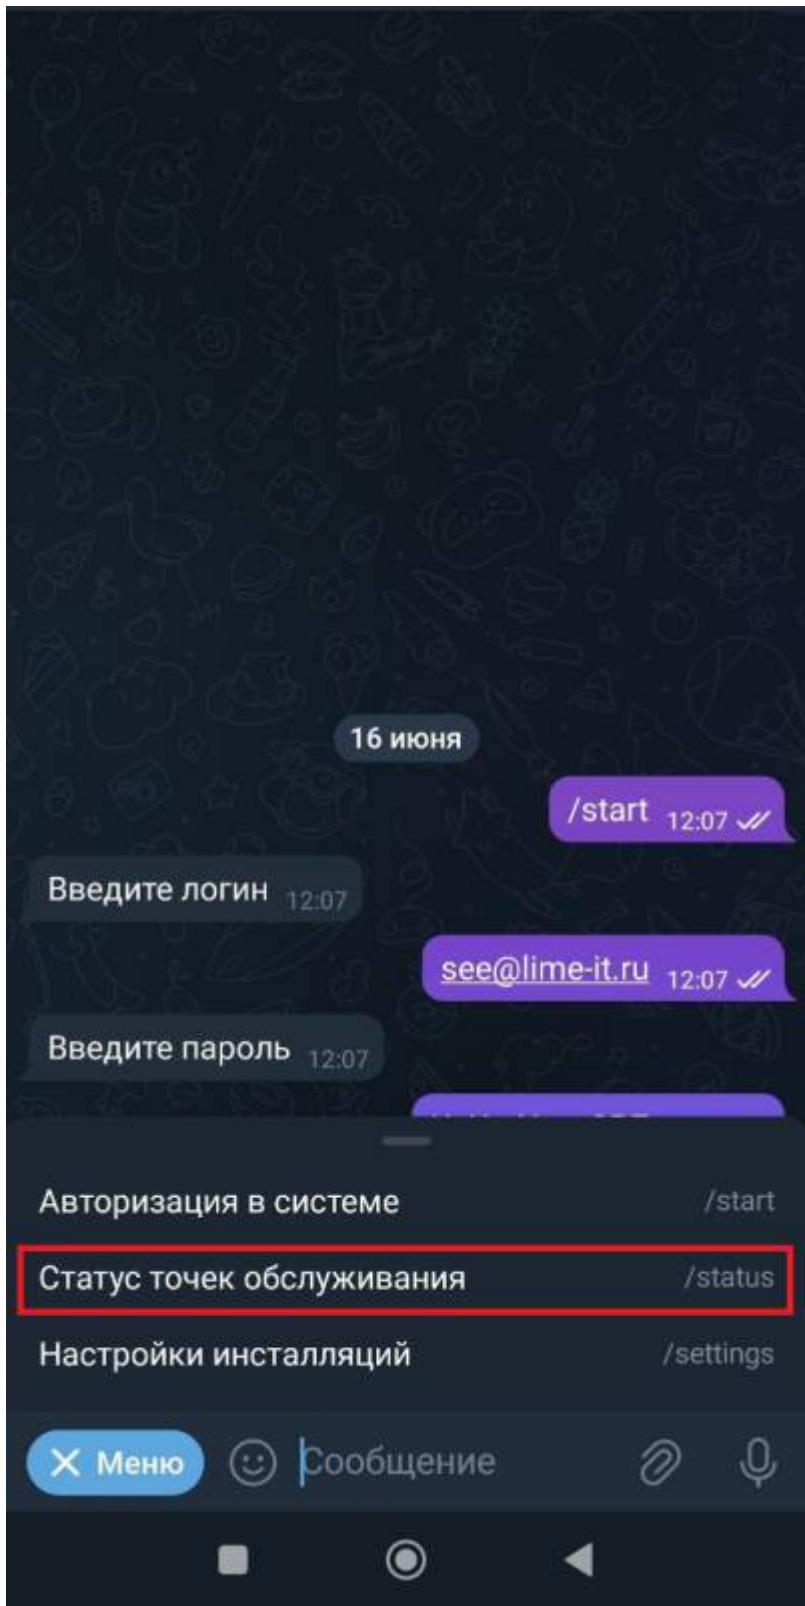 16 июня
/start 12:07
Введите логин 12:07
see@lime-it.ru 12:07
Введите пароль 12:07
Авторизация в системе /start
Статус точек обслуживания /status
Настройки инсталляций /settings
Меню Сообщение